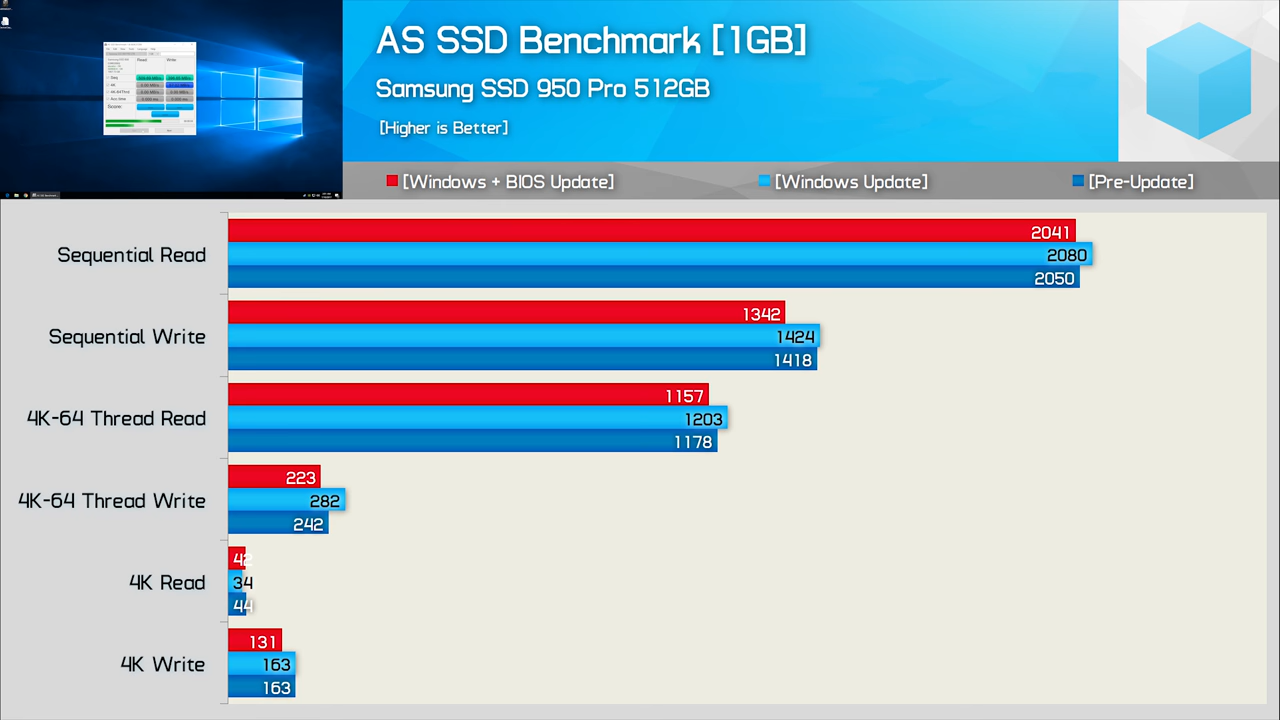 AS SSD Benchmark [1GB]
Samsung SSD 950 Pro 512GB
[Higher is Better]
[Windows + BIOS Update]
[Windows Update]
[Pre-Update]
Sequential Read
2041
2080
2050
Sequential Write
1342
1424
1418
4K-64 Thread Read
1157
1203
1178
4K-64 Thread Write
223
282
242
4K Read
42
34
44
4K Write
131
163
163